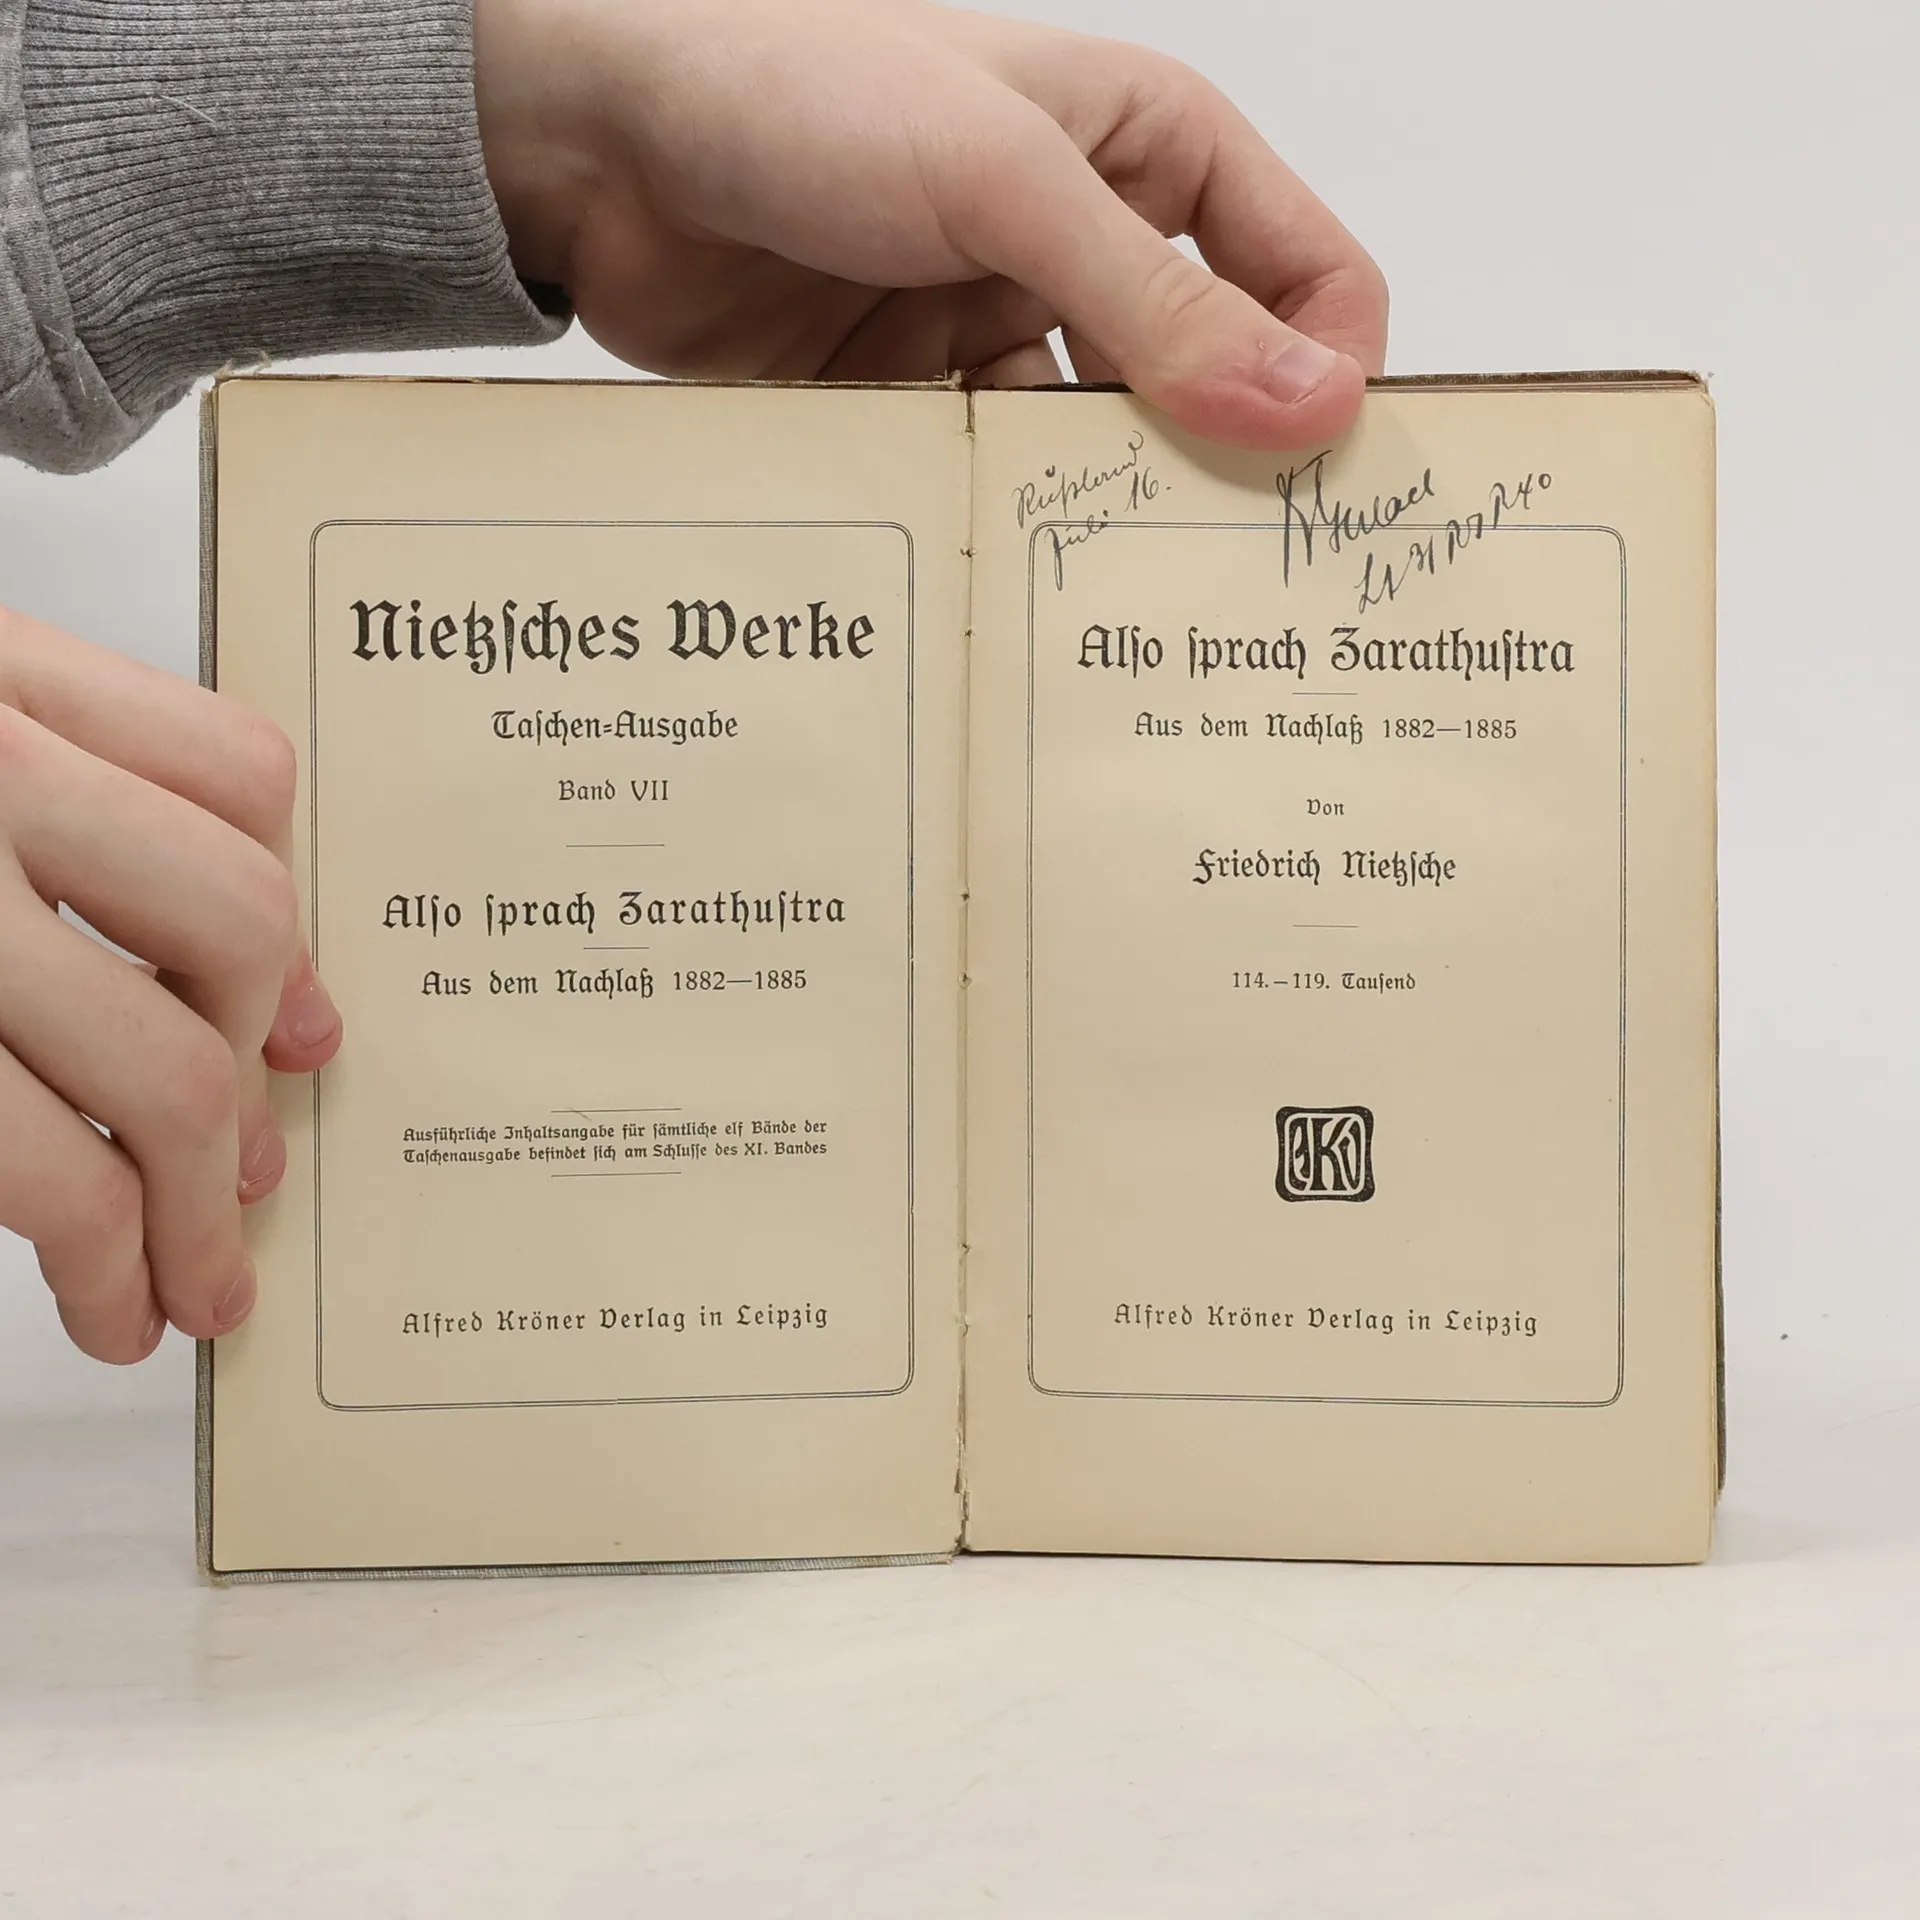 Nietzſches Werke
Taſchen=Ausgabe
Band VII
Alſo ſprach Zarathuſtra
Aus dem Nachlaß 1882—1885
Ausführliche Inhaltsangabe für ſämtliche elf Bände der
Taſchenausgabe befindet ſich am Schluſſe des XI. Bandes
Alfred Kröner Verlag in Leipzig
Rußland
Juli 16.
Alſo ſprach Zarathuſtra
Aus dem Nachlaß 1882—1885
Von
Friedrich Nietzſche
114.–119. Tauſend
AKV
Alfred Kröner Verlag in Leipzig